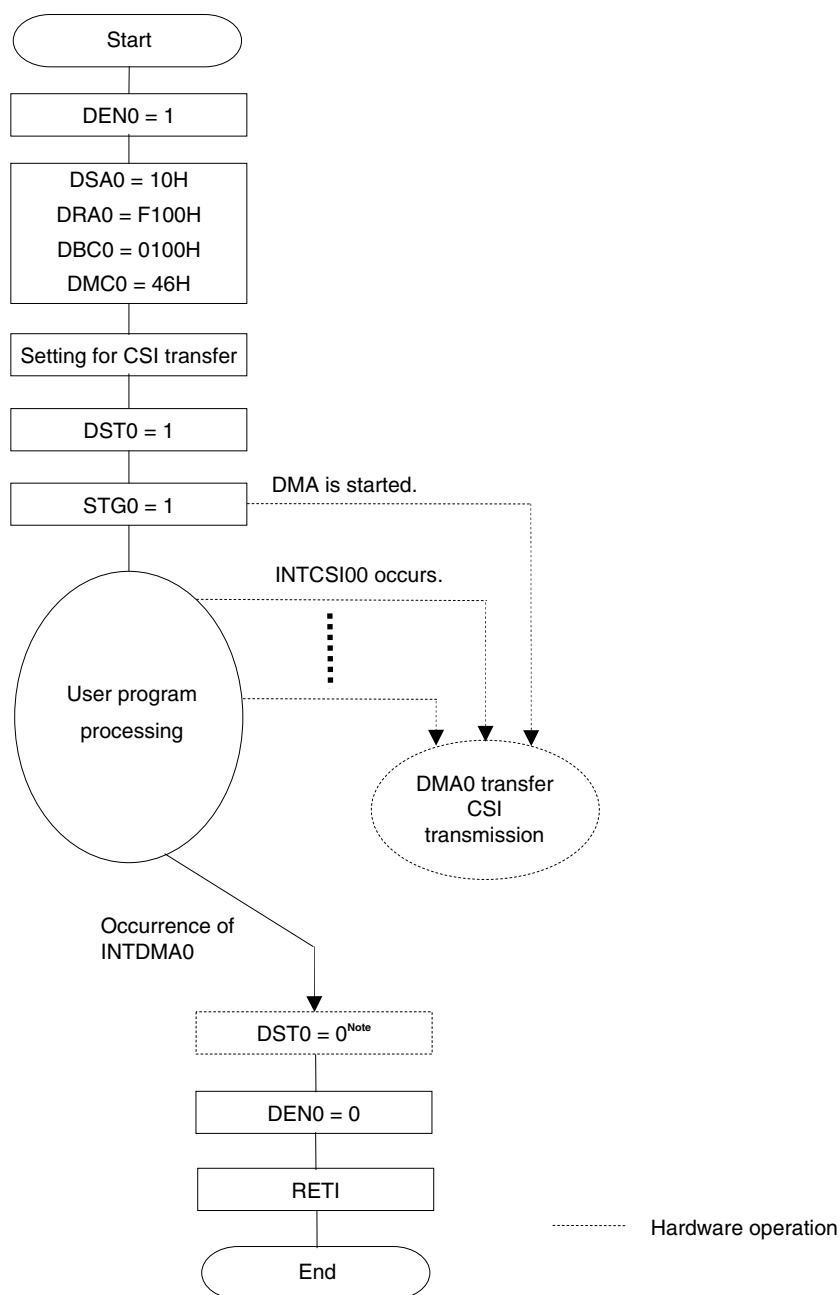 Start
DEN0 = 1
DSA0 = 10H
DRA0 = F100H
DBC0 = 0100H
DMC0 = 46H
Setting for CSI transfer
DST0 = 1
STG0 = 1
DMA is started.
INTCSI00 occurs.
User program
processing
DMA0 transfer
CSI
transmission
Occurrence of
INTDMA0
DST0 = 0Note
DEN0 = 0
RETI
Hardware operation
End